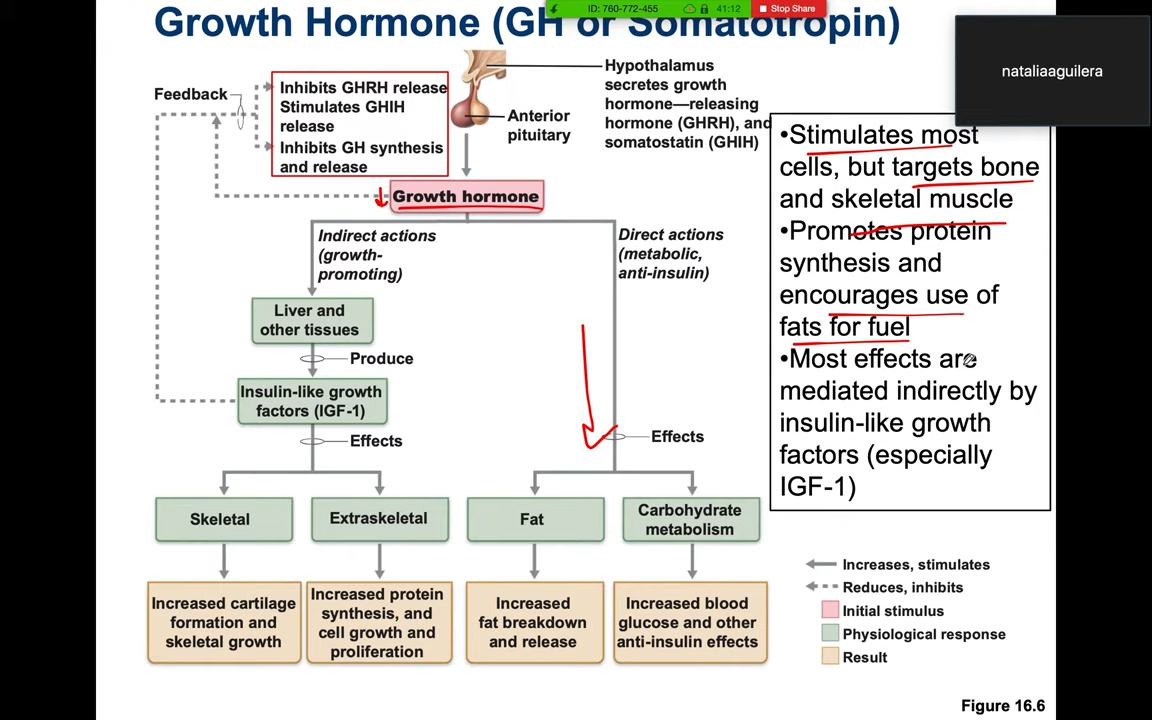 Growth Hormone (GH or Somatotropin)
ID: 760-772-455
41:12
Stop Share
nataliaaguilera
Feedback
Inhibits GHRH release
Stimulates GHIH
release
Inhibits GH synthesis
and release
Anterior
pituitary
Hypothalamus
secretes growth
hormone—releasing
hormone (GHRH), and
somatostatin (GHIH)
Growth hormone
Indirect actions
(growth-
promoting)
Direct actions
(metabolic,
anti-insulin)
Liver and
other tissues
Produce
Insulin-like growth
factors (IGF-1)
Effects
Effects
Skeletal
Extraskeletal
Fat
Carbohydrate
metabolism
Increased cartilage
formation and
skeletal growth
Increased protein
synthesis, and
cell growth and
proliferation
Increased
fat breakdown
and release
Increased blood
glucose and other
anti-insulin effects
•Stimulates most
cells, but targets bone
and skeletal muscle
•Promotes protein
synthesis and
encourages use of
fats for fuel
•Most effects are
mediated indirectly by
insulin-like growth
factors (especially
IGF-1)
Increases, stimulates
Reduces, inhibits
Initial stimulus
Physiological response
Result
Figure 16.6